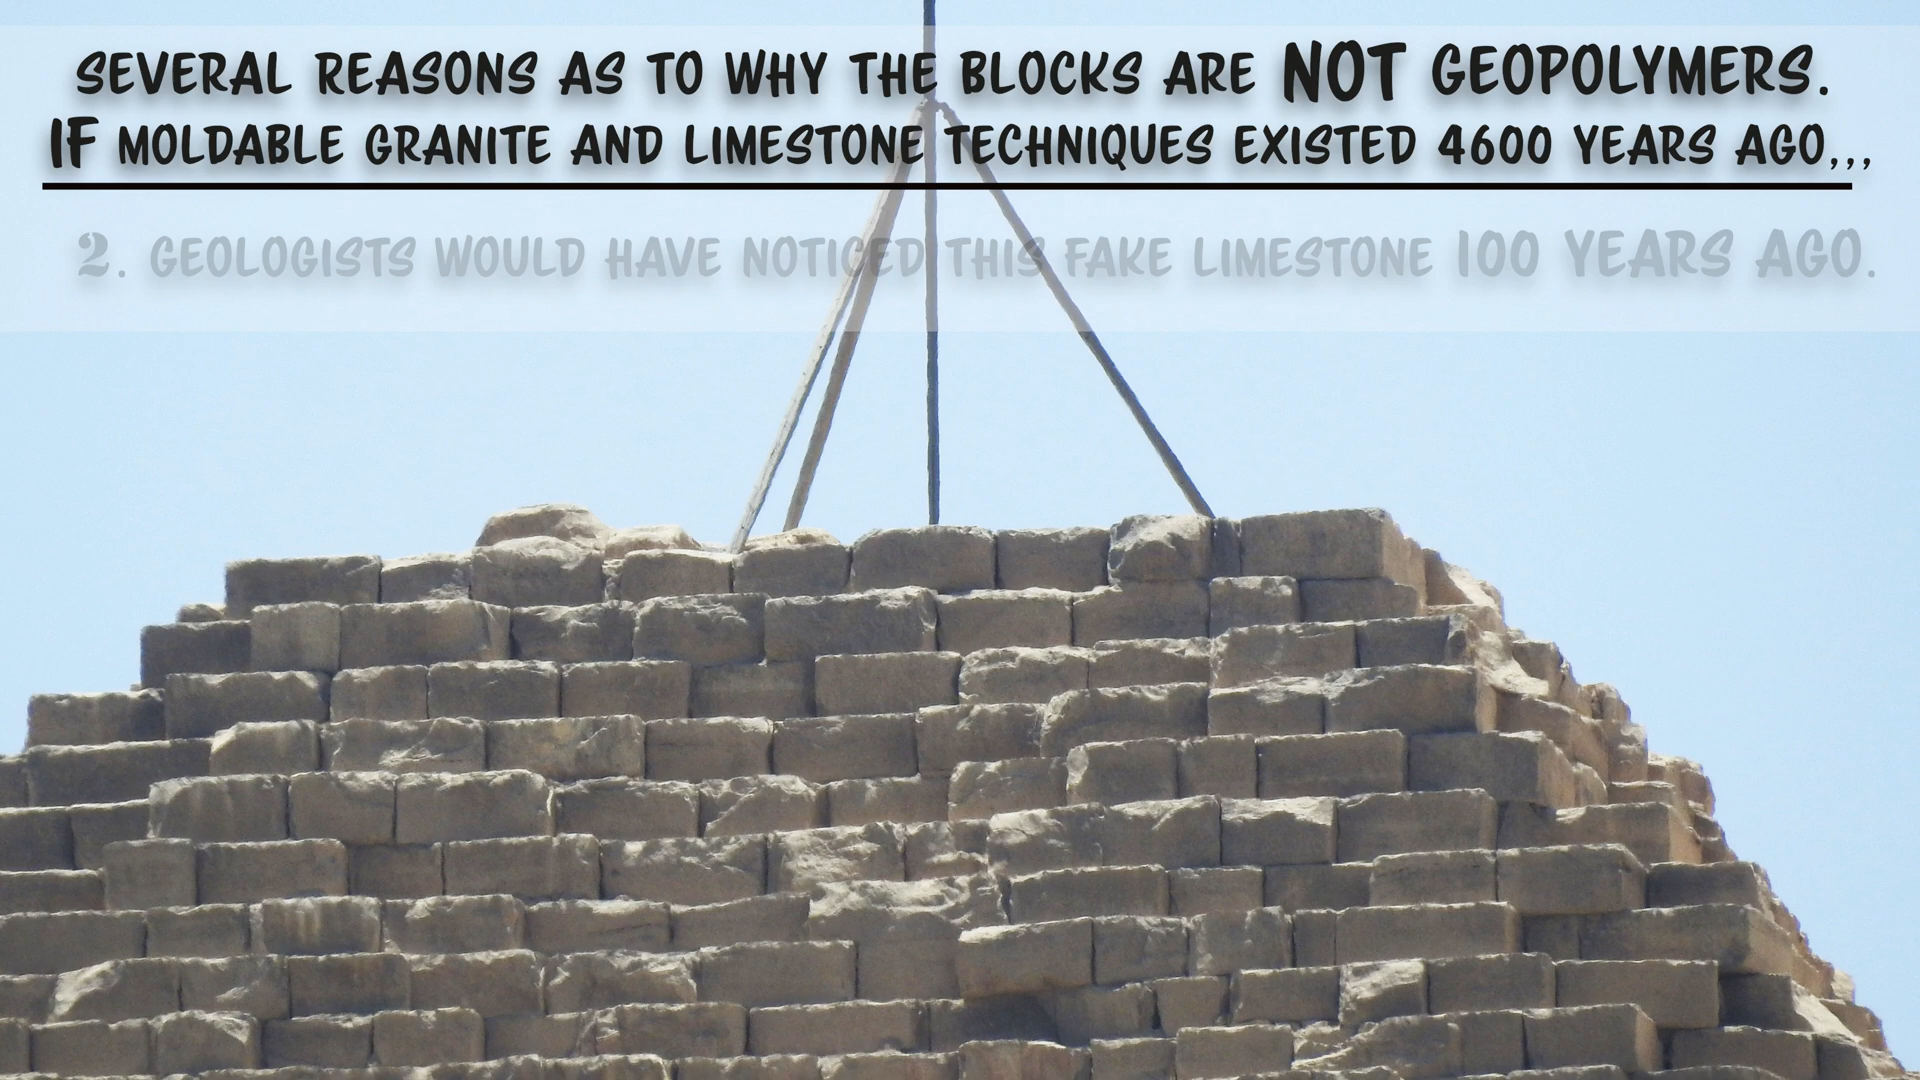 SEVERAL REASONS AS TO WHY THE BLOCKS ARE NOT GEOPOLYMERS.
IF MOLDABLE GRANITE AND LIMESTONE TECHNIQUES EXISTED 4600 YEARS AGO,,,
2. GEOLOGISTS WOULD HAVE NOTICED THIS FAKE LIMESTONE 100 YEARS AGO.